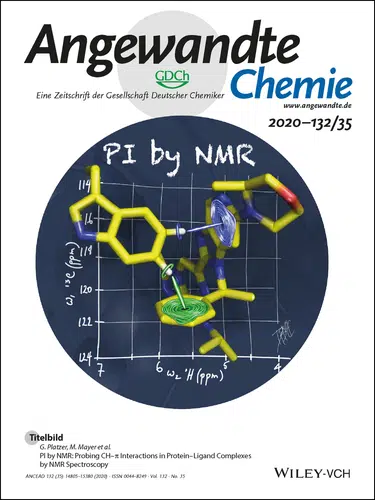 Angewandte
GDCh
Chemie
Eine Zeitschrift der Gesellschaft Deutscher Chemiker
www.angewandte.de
2020–132/35
PI by NMR
114
116
120
122
124
ω₁ ¹³C (ppm)
7
6
5
4
ω₂ ¹H (ppm)
Titelbild
G. Platzer, M. Mayer et al.
PI by NMR: Probing CH–π Interactions in Protein–Ligand Complexes
by NMR Spectroscopy
ANCEAD 132 (35) 14805–15180 (2020) · ISSN 0044-8249 · Vol. 132 · No. 35
WILEY-VCH